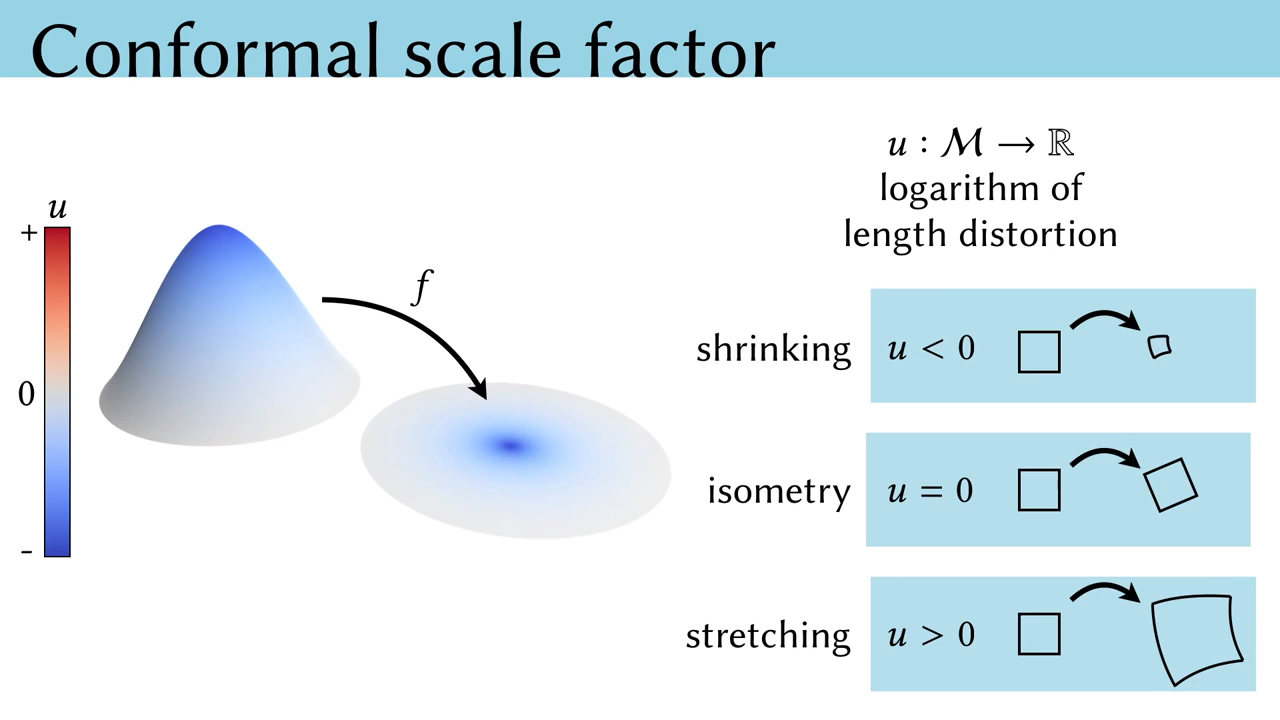 Conformal scale factor
u
+
0
-
f
u : ℳ → ℝ
logarithm of
length distortion
shrinking u < 0
isometry u = 0
stretching u > 0